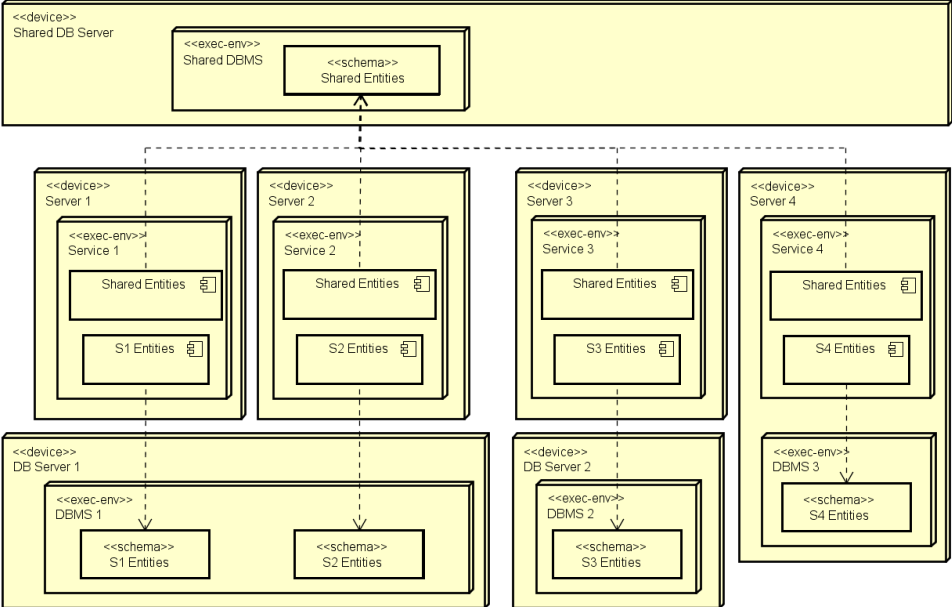 <<device>>
Shared DB Server
<<exec-env>>
Shared DBMS
<<schema>>
Shared Entities
<<device>>
Server 1
<<exec-env>>
Service 1
Shared Entities
S1 Entities
<<device>>
Server 2
<<exec-env>>
Service 2
Shared Entities
S2 Entities
<<device>>
Server 3
<<exec-env>>
Service 3
Shared Entities
S3 Entities
<<device>>
Server 4
<<exec-env>>
Service 4
Shared Entities
S4 Entities
<<device>>
DB Server 1
<<exec-env>>
DBMS 1
<<schema>>
S1 Entities
<<schema>>
S2 Entities
<<device>>
DB Server 2
<<exec-env>>
DBMS 2
<<schema>>
S3 Entities
<<exec-env>>
DBMS 3
<<schema>>
S4 Entities